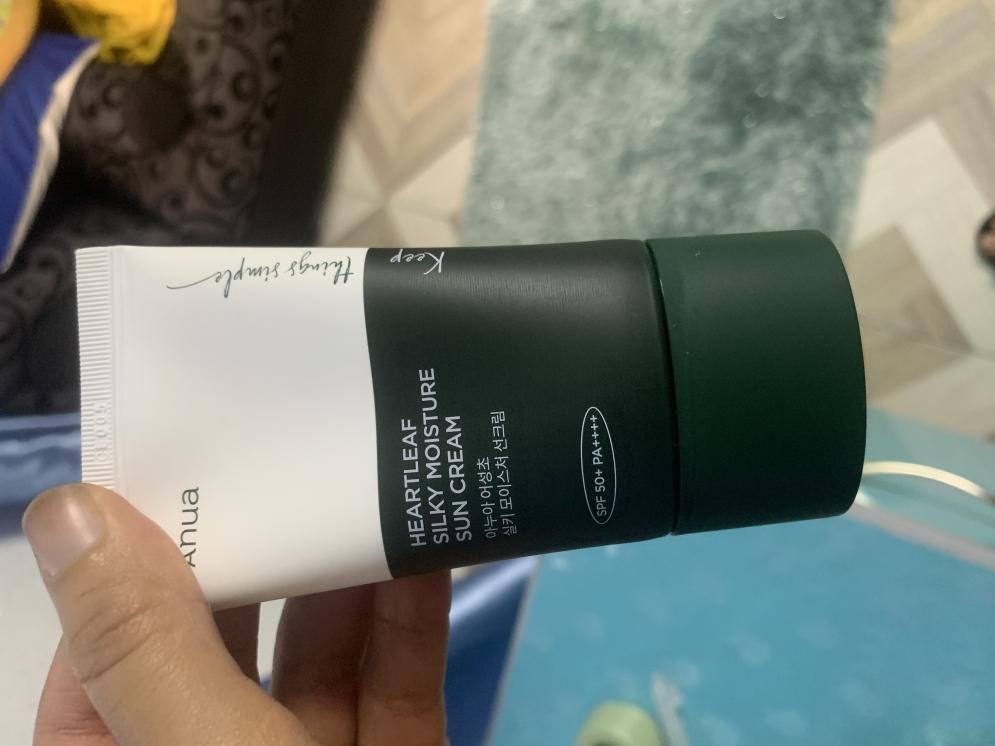 Anua
Keep
things simple
HEARTLEAF
SILKY MOISTURE
SUN CREAM
아누아 어성초
실키 모이스처 선크림
SPF 50+ PA++++